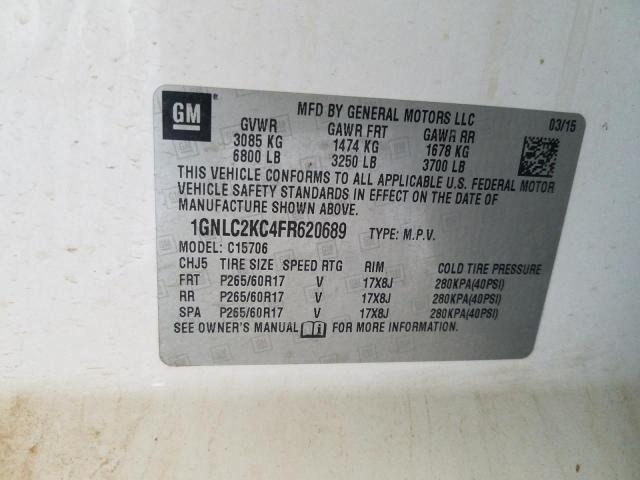 GM
MFD BY GENERAL MOTORS LLC
03/15
GVWR GAWR FRT GAWR RR
3085 KG 1474 KG 1678 KG
6800 LB 3250 LB 3700 LB
THIS VEHICLE CONFORMS TO ALL APPLICABLE U.S. FEDERAL MOTOR
VEHICLE SAFETY STANDARDS IN EFFECT ON THE DATE OF
MANUFACTURE SHOWN ABOVE.
1GNLC2KC4FR620689 TYPE: M.P.V.
MODEL: C15706
CHJ5 TIRE SIZE SPEED RTG RIM COLD TIRE PRESSURE
FRT P265/60R17 V 17X8J 280KPA(40PSI)
RR P265/60R17 V 17X8J 280KPA(40PSI)
SPA P265/60R17 V 17X8J 280KPA(40PSI)
SEE OWNER'S MANUAL FOR MORE INFORMATION.